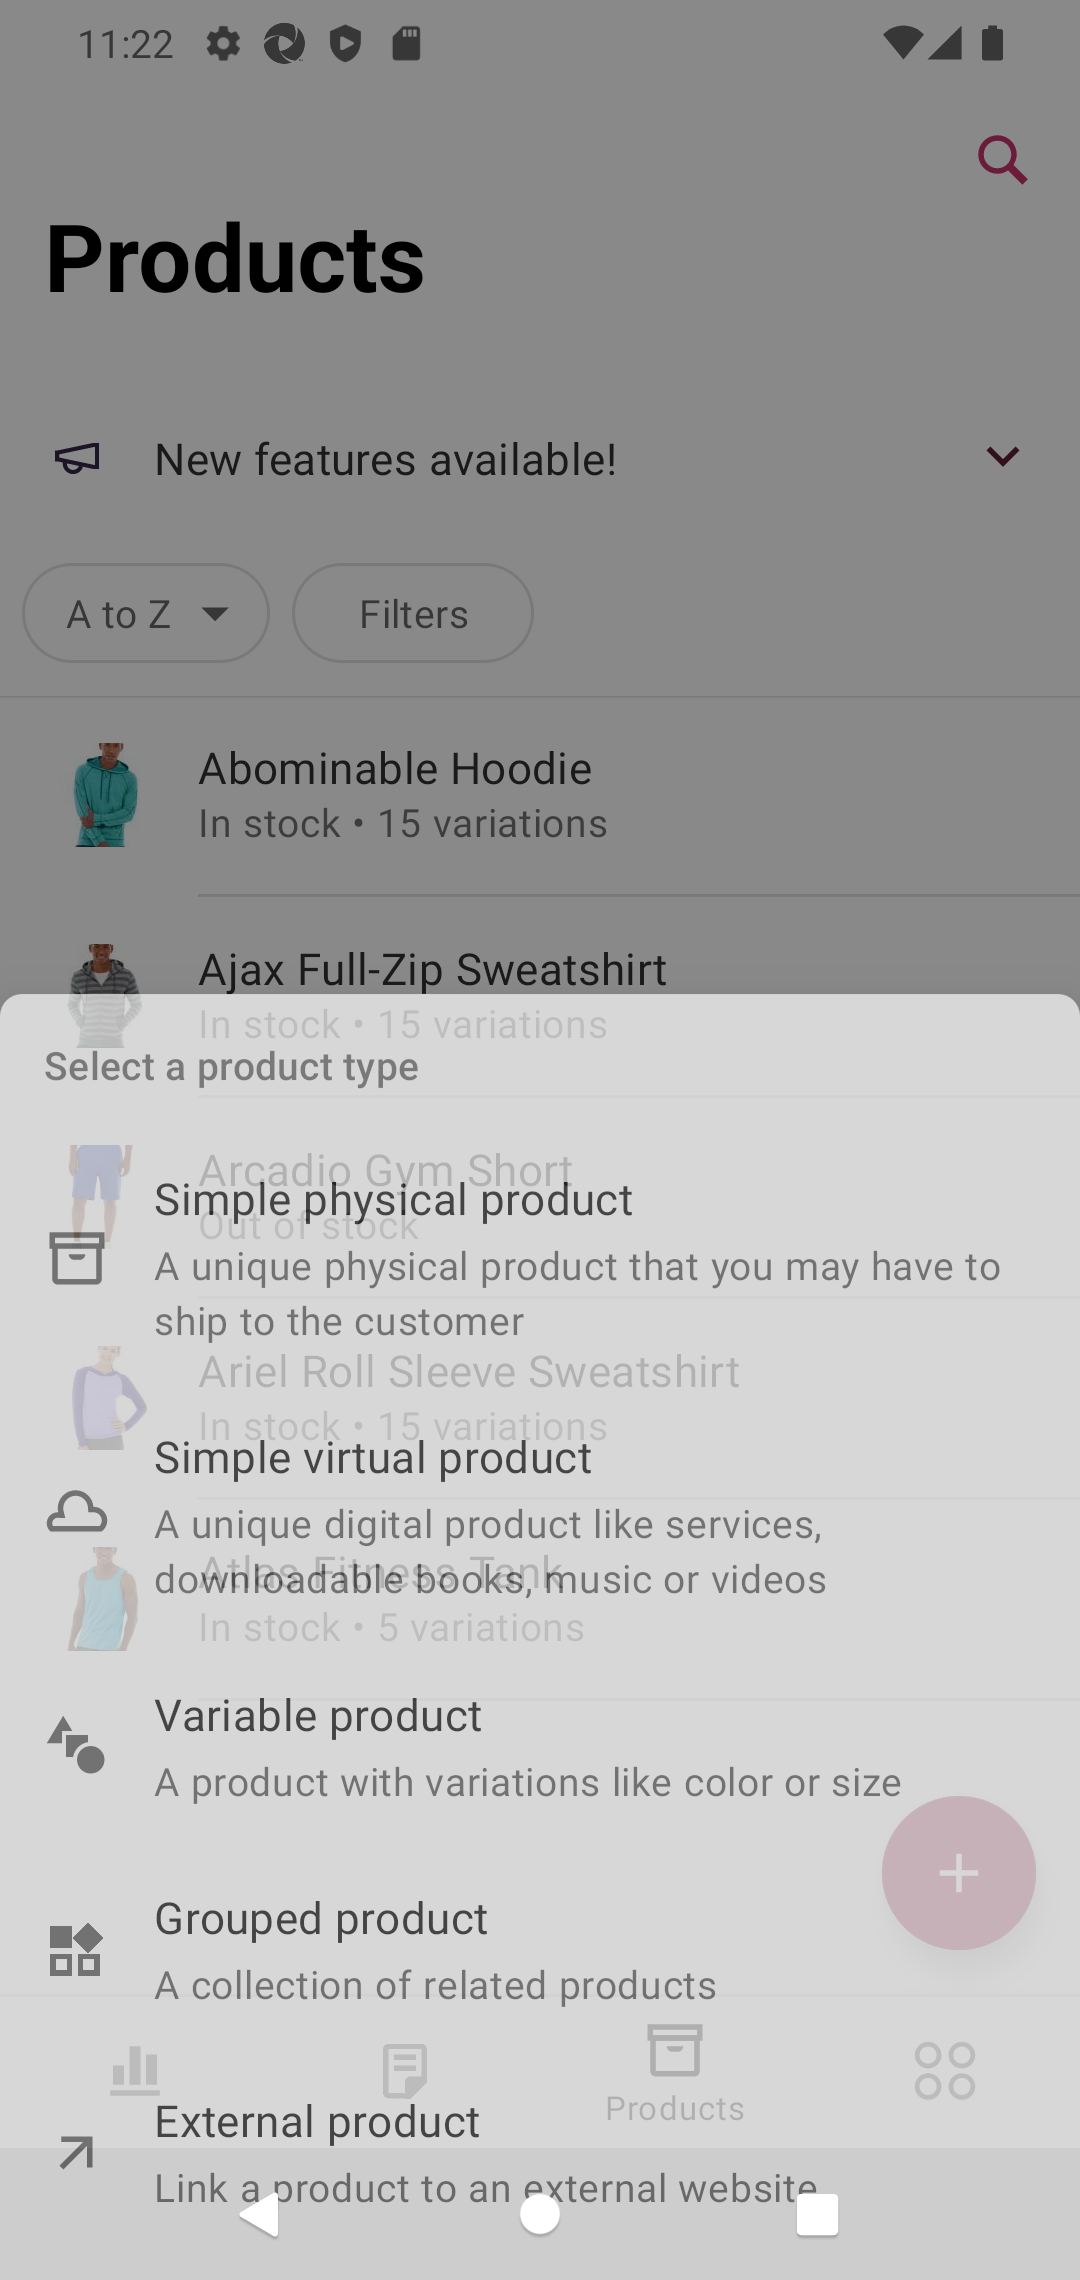 11:22
Products
New features available!
A to Z
Filters
Abominable Hoodie
In stock • 15 variations
Ajax Full-Zip Sweatshirt
In stock • 15 variations
Select a product type
Arcadio Gym Short
Simple physical product
Out of stock
A unique physical product that you may have to
ship to the customer
Ariel Roll Sleeve Sweatshirt
In stock • 15 variations
Simple virtual product
A unique digital product like services,
Atlas Fitness Tank
downloadable books, music or videos
In stock • 5 variations
Variable product
A product with variations like color or size
Grouped product
A collection of related products
Products
External product
Link a product to an external website